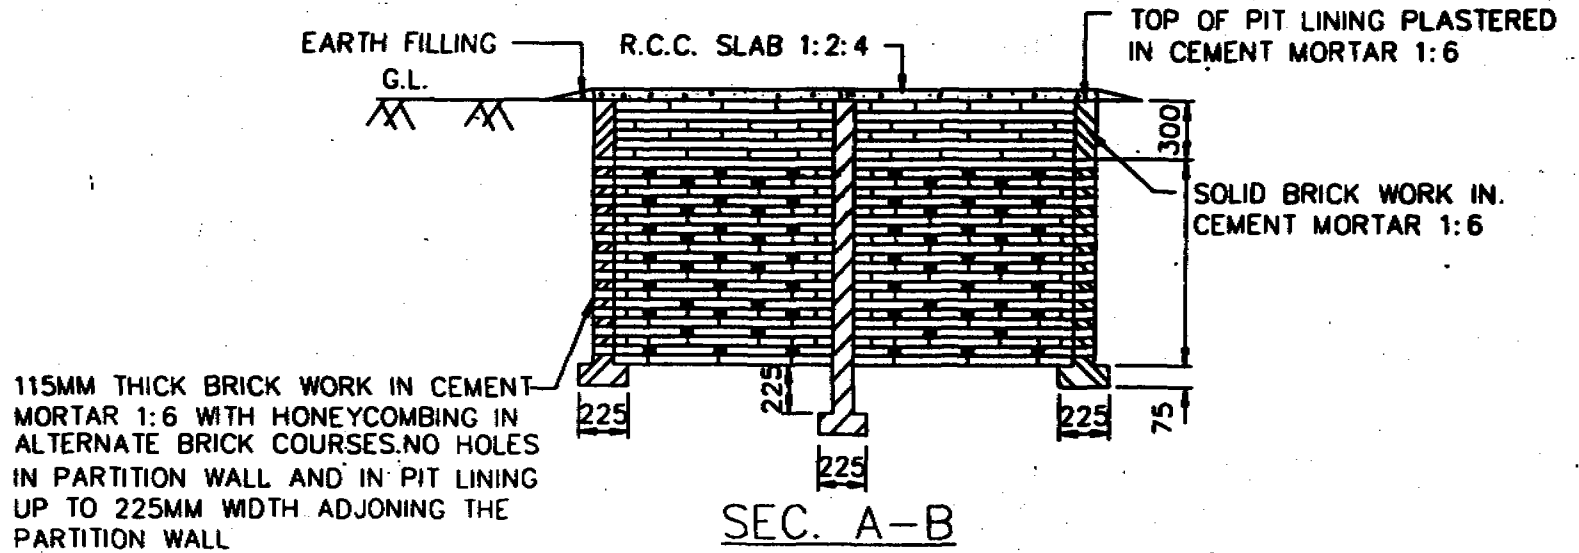 EARTH FILLING
R.C.C. SLAB 1:2:4
TOP OF PIT LINING PLASTERED
IN CEMENT MORTAR 1:6
G.L.
300
SOLID BRICK WORK IN.
CEMENT MORTAR 1:6
115MM THICK BRICK WORK IN CEMENT
MORTAR 1:6 WITH HONEYCOMBING IN
ALTERNATE BRICK COURSES.NO HOLES
IN PARTITION WALL AND IN PIT LINING
UP TO 225MM WIDTH ADJONING THE
PARTITION WALL
225
225
225
225
75
SEC. A-B